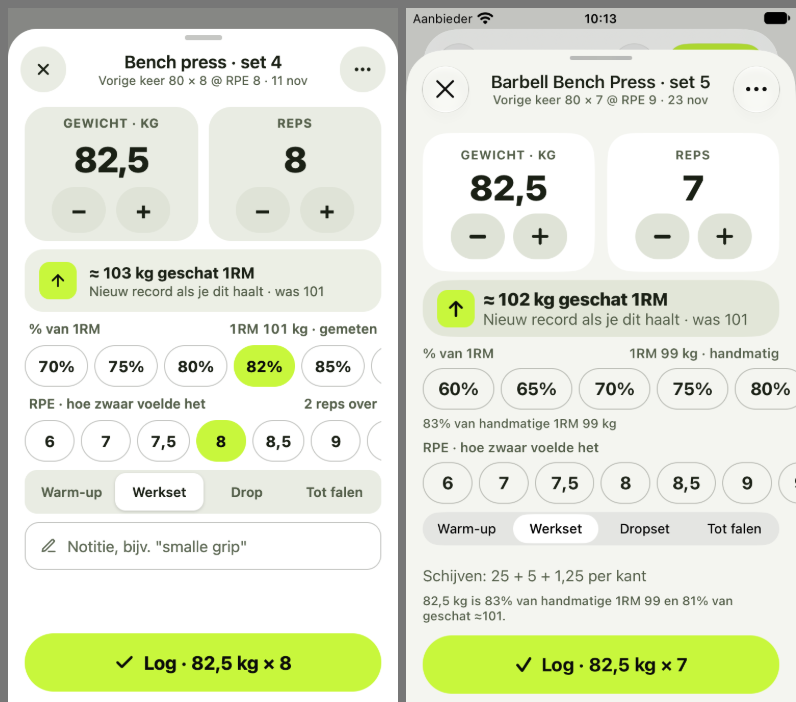 Bench press · set 4
Vorige keer 80 × 8 @ RPE 8 · 11 nov
GEWICHT · KG
REPS
82,5
8
− +
− +
≈ 103 kg geschat 1RM
Nieuw record als je dit haalt · was 101
% van 1RM
1RM 101 kg · gemeten
70% 75% 80% 82% 85%
RPE · hoe zwaar voelde het
2 reps over
6 7 7,5 8 8,5 9
Warm-up Werkset Drop Tot falen
Notitie, bijv. "smalle grip"
Log · 82,5 kg × 8
Aanbieder
10:13
Barbell Bench Press · set 5
Vorige keer 80 × 7 @ RPE 9 · 23 nov
GEWICHT · KG
REPS
82,5
7
− +
− +
≈ 102 kg geschat 1RM
Nieuw record als je dit haalt · was 101
% van 1RM
1RM 99 kg · handmatig
60% 65% 70% 75% 80%
83% van handmatige 1RM 99 kg
RPE · hoe zwaar voelde het
6 7 7,5 8 8,5 9
Warm-up Werkset Dropset Tot falen
Schijven: 25 + 5 + 1,25 per kant
82,5 kg is 83% van handmatige 1RM 99 en 81% van
geschat ≈101.
Log · 82,5 kg × 7